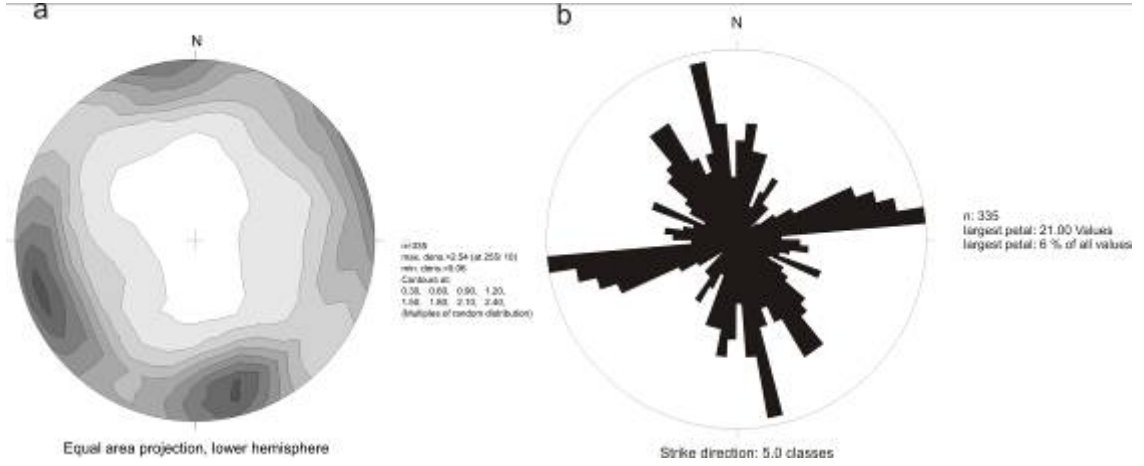 a
N
n=335
max. dens.=2.54 (at 255/ 10)
min. dens.=0.06
Contours at:
0.30, 0.60, 0.90, 1.20,
1.50, 1.80, 2.10, 2.40,
(Multiples of random distribution)
Equal area projection, lower hemisphere
b
N
n: 335
largest petal: 21.00 Values
largest petal: 6 % of all values
Strike direction: 5.0 classes